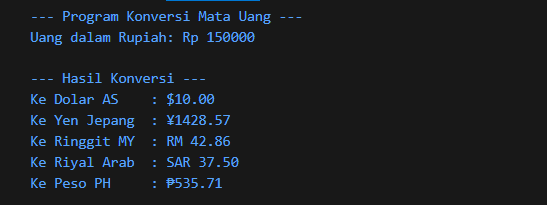 --- Program Konversi Mata Uang ---
Uang dalam Rupiah: Rp 150000

--- Hasil Konversi ---
Ke Dolar AS    : $10.00
Ke Yen Jepang  : ¥1428.57
Ke Ringgit MY  : RM 42.86
Ke Riyal Arab  : SAR 37.50
Ke Peso PH     : ₱535.71